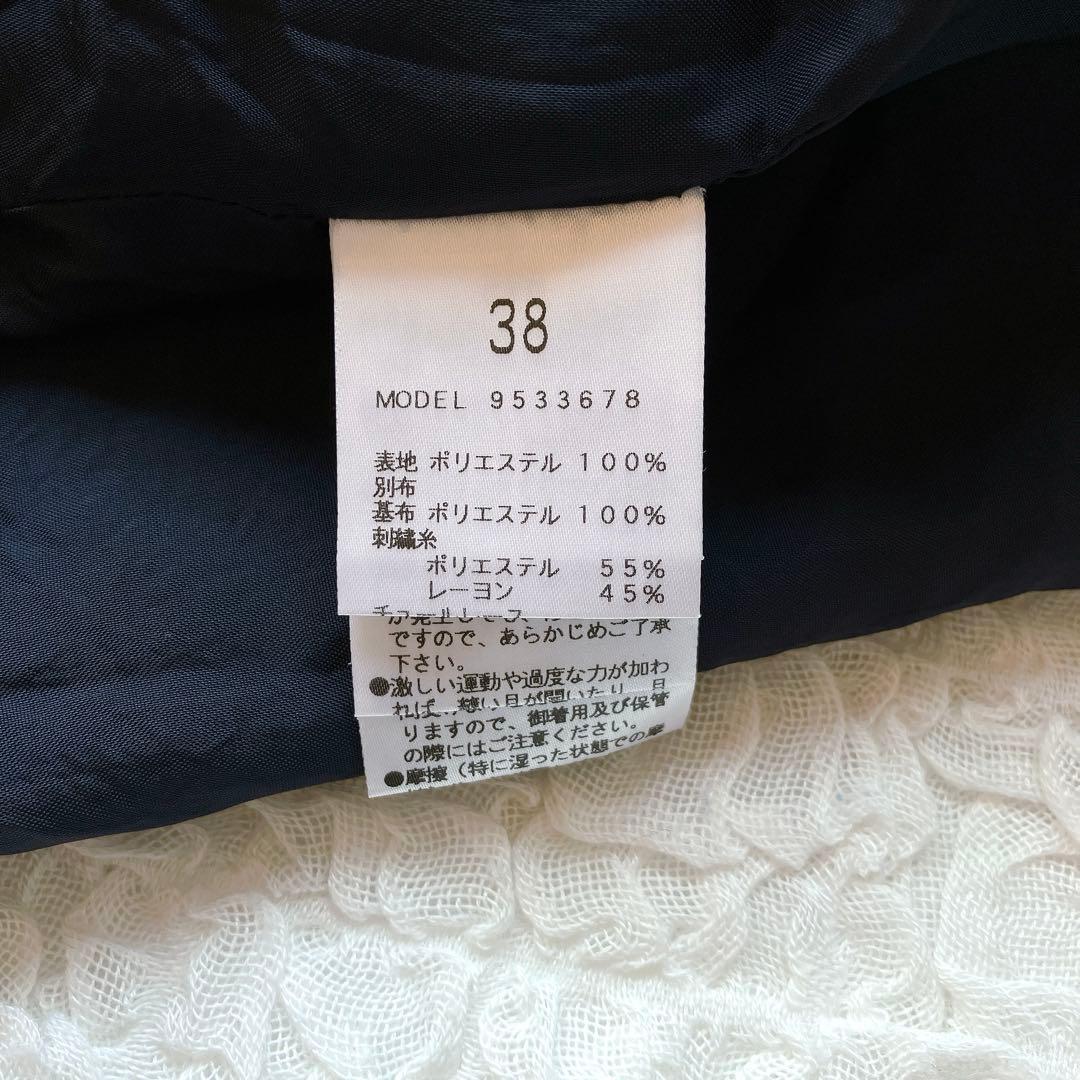 38
MODEL 9533678
表地 ポリエステル 100%
別布
基布 ポリエステル 100%
刺繍糸
ポリエステル 55%
レーヨン 45%
ですので、あらかじめご了承
下さい。
●激しい運動や過度な力が加わ
りますので、御着用及び保管
の際にはご注意ください。
●摩擦(特に湿った状態での摩